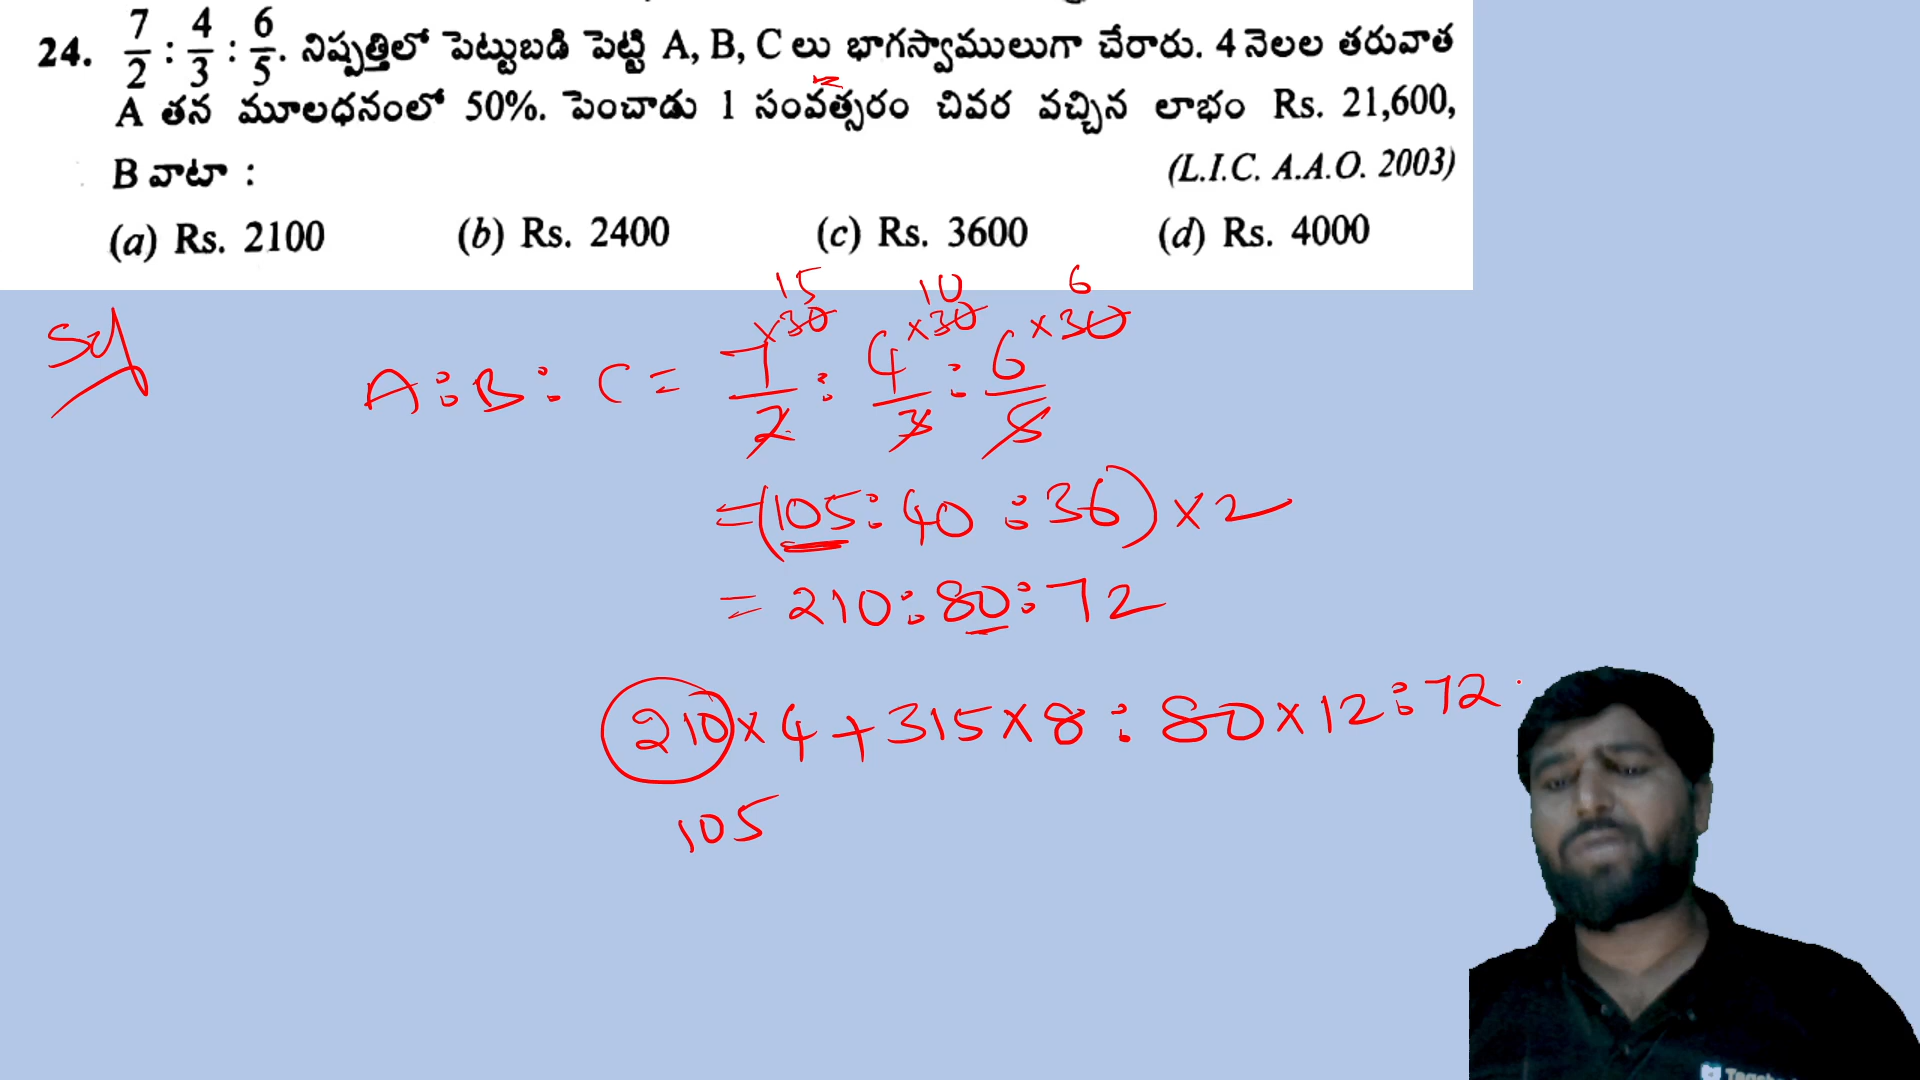 24. 7/2 : 4/3 : 6/5. నిష్పత్తిలో పెట్టుబడి పెట్టి A, B, C లు భాగస్వాములుగా చేరారు. 4 నెలల తరువాత
A తన మూలధనంలో 50%. పెంచాడు 1 సంవత్సరం చివర వచ్చిన లాభం Rs. 21,600,
B వాటా :
(L.I.C. A.A.O. 2003)
(a) Rs. 2100 (b) Rs. 2400 (c) Rs. 3600 (d) Rs. 4000
Sol
15 10 6
×30 ×30 ×30
A : B : C = 7/2 : 4/3 : 6/5
= (105 : 40 : 36) × 2
= 210 : 80 : 72
210 × 4 + 315 × 8 : 80 × 12 : 72
105